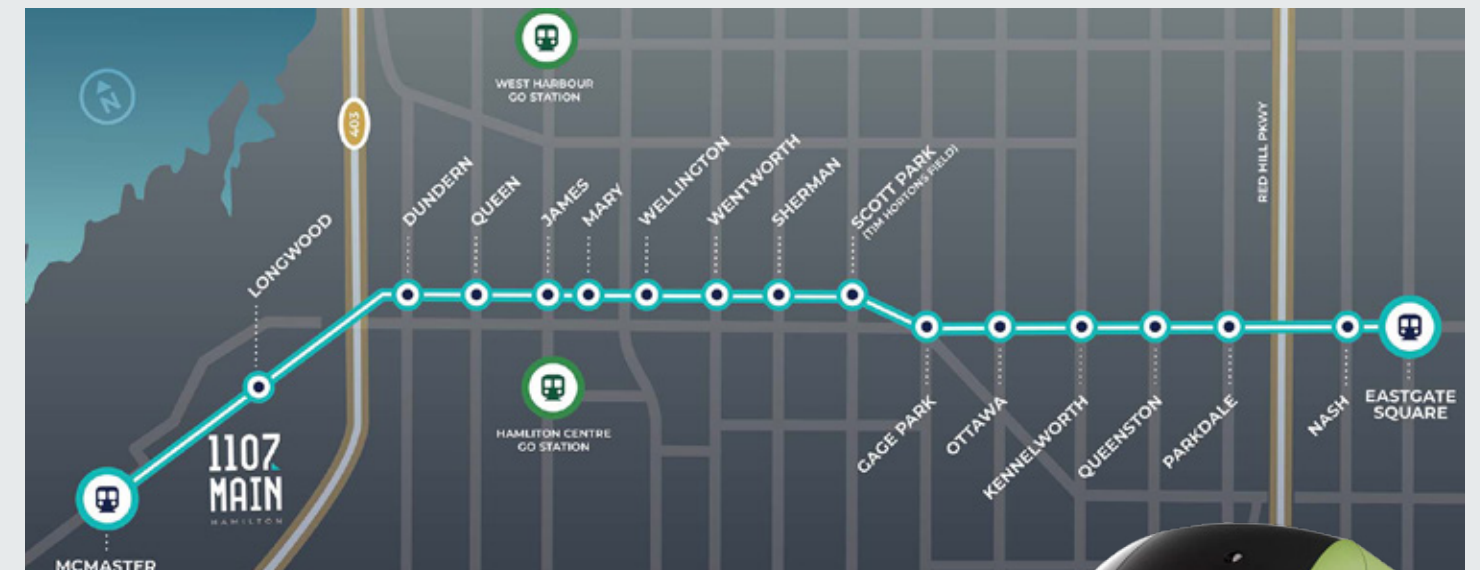 N
WEST HARBOUR
GO STATION
403
RED HILL PKWY
LONGWOOD
DUNDERN
QUEEN
JAMES
MARY
WELLINGTON
WENTWORTH
SHERMAN
SCOTT PARK
(TIM HORTONS FIELD)
HAMLITON CENTRE
GO STATION
GAGE PARK
OTTAWA
KENNELWORTH
QUEENSTON
PARKDALE
NASH
EASTGATE
SQUARE
1107
MAIN
HAMILTON
MCMASTER